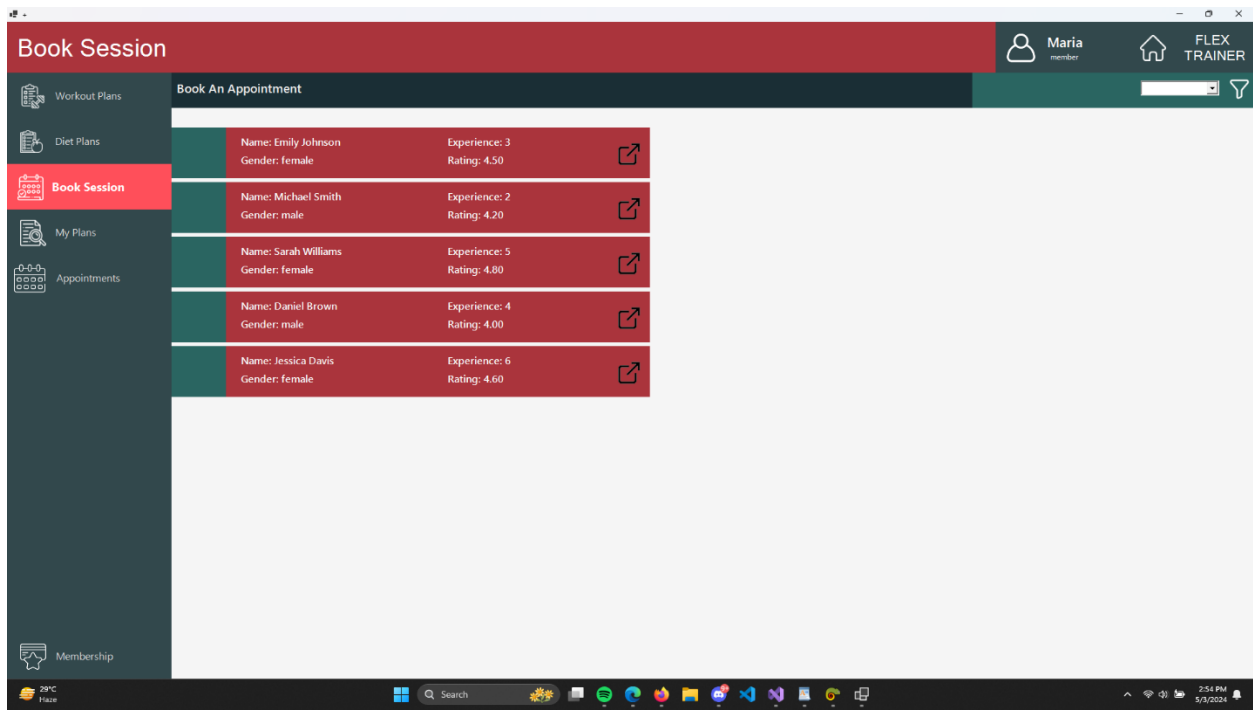 Book Session
Maria
member
FLEX
TRAINER
Workout Plans
Diet Plans
Book Session
My Plans
Appointments
Membership
Book An Appointment
Name: Emily Johnson Experience: 3
Gender: female Rating: 4.50
Name: Michael Smith Experience: 2
Gender: male Rating: 4.20
Name: Sarah Williams Experience: 5
Gender: female Rating: 4.80
Name: Daniel Brown Experience: 4
Gender: male Rating: 4.00
Name: Jessica Davis Experience: 6
Gender: female Rating: 4.60
29°C
Haze
Search
2:54 PM
5/3/2024